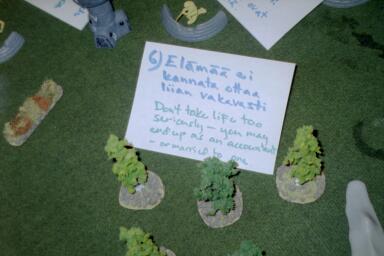 6) Elämää ei
kannata ottaa
liian vakavasti
Don't take life too
seriously – you may
end up as an accountant
– or married to one